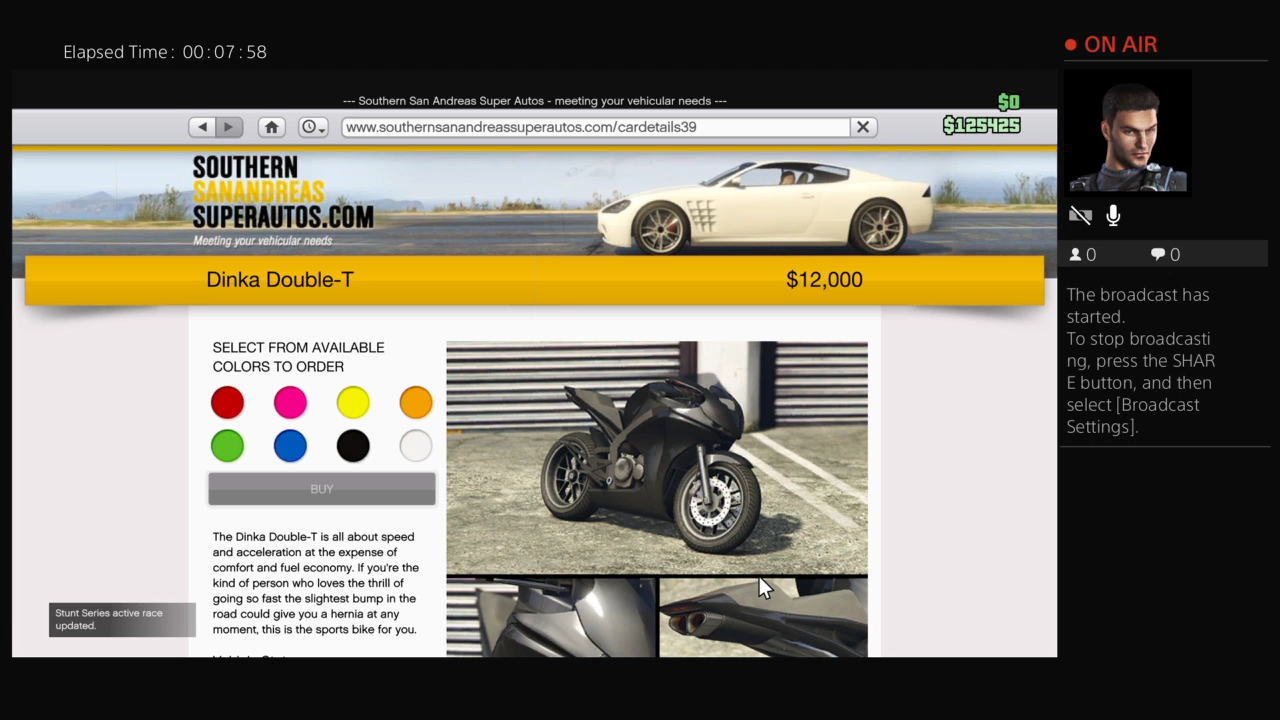 Elapsed Time: 00:07:58
ON AIR
--- Southern San Andreas Super Autos - meeting your vehicular needs ---
$0
$125425
www.southernsanandreassuperautos.com/cardetails39
SOUTHERN
SANANDREAS
SUPERAUTOS.COM
Meeting your vehicular needs
0 0
Dinka Double-T $12,000
The broadcast has
started.
To stop broadcasti
ng, press the SHAR
E button, and then
select [Broadcast
Settings].
SELECT FROM AVAILABLE
COLORS TO ORDER
BUY
The Dinka Double-T is all about speed
and acceleration at the expense of
comfort and fuel economy. If you're the
kind of person who loves the thrill of
going so fast the slightest bump in the
road could give you a hernia at any
moment, this is the sports bike for you.
Stunt Series active race
updated.